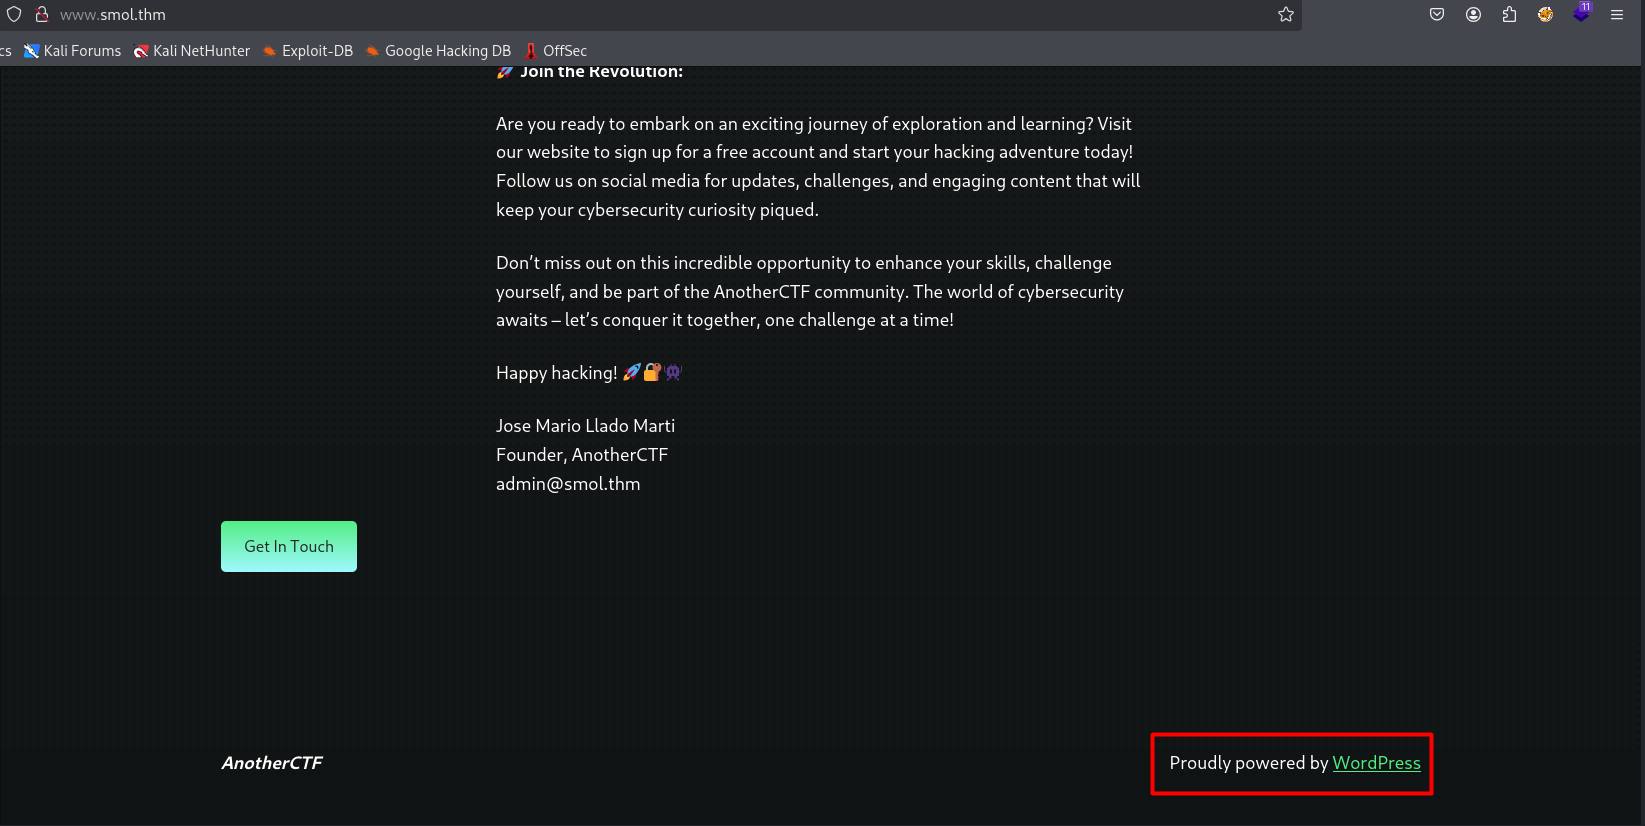 www.smol.thm
11
cs Kali Forums Kali NetHunter Exploit-DB Google Hacking DB OffSec
🚀 Join the Revolution:
Are you ready to embark on an exciting journey of exploration and learning? Visit
our website to sign up for a free account and start your hacking adventure today!
Follow us on social media for updates, challenges, and engaging content that will
keep your cybersecurity curiosity piqued.
Don’t miss out on this incredible opportunity to enhance your skills, challenge
yourself, and be part of the AnotherCTF community. The world of cybersecurity
awaits – let’s conquer it together, one challenge at a time!
Happy hacking! 🚀🔐👾
Jose Mario Llado Marti
Founder, AnotherCTF
admin@smol.thm
Get In Touch
AnotherCTF
Proudly powered by WordPress